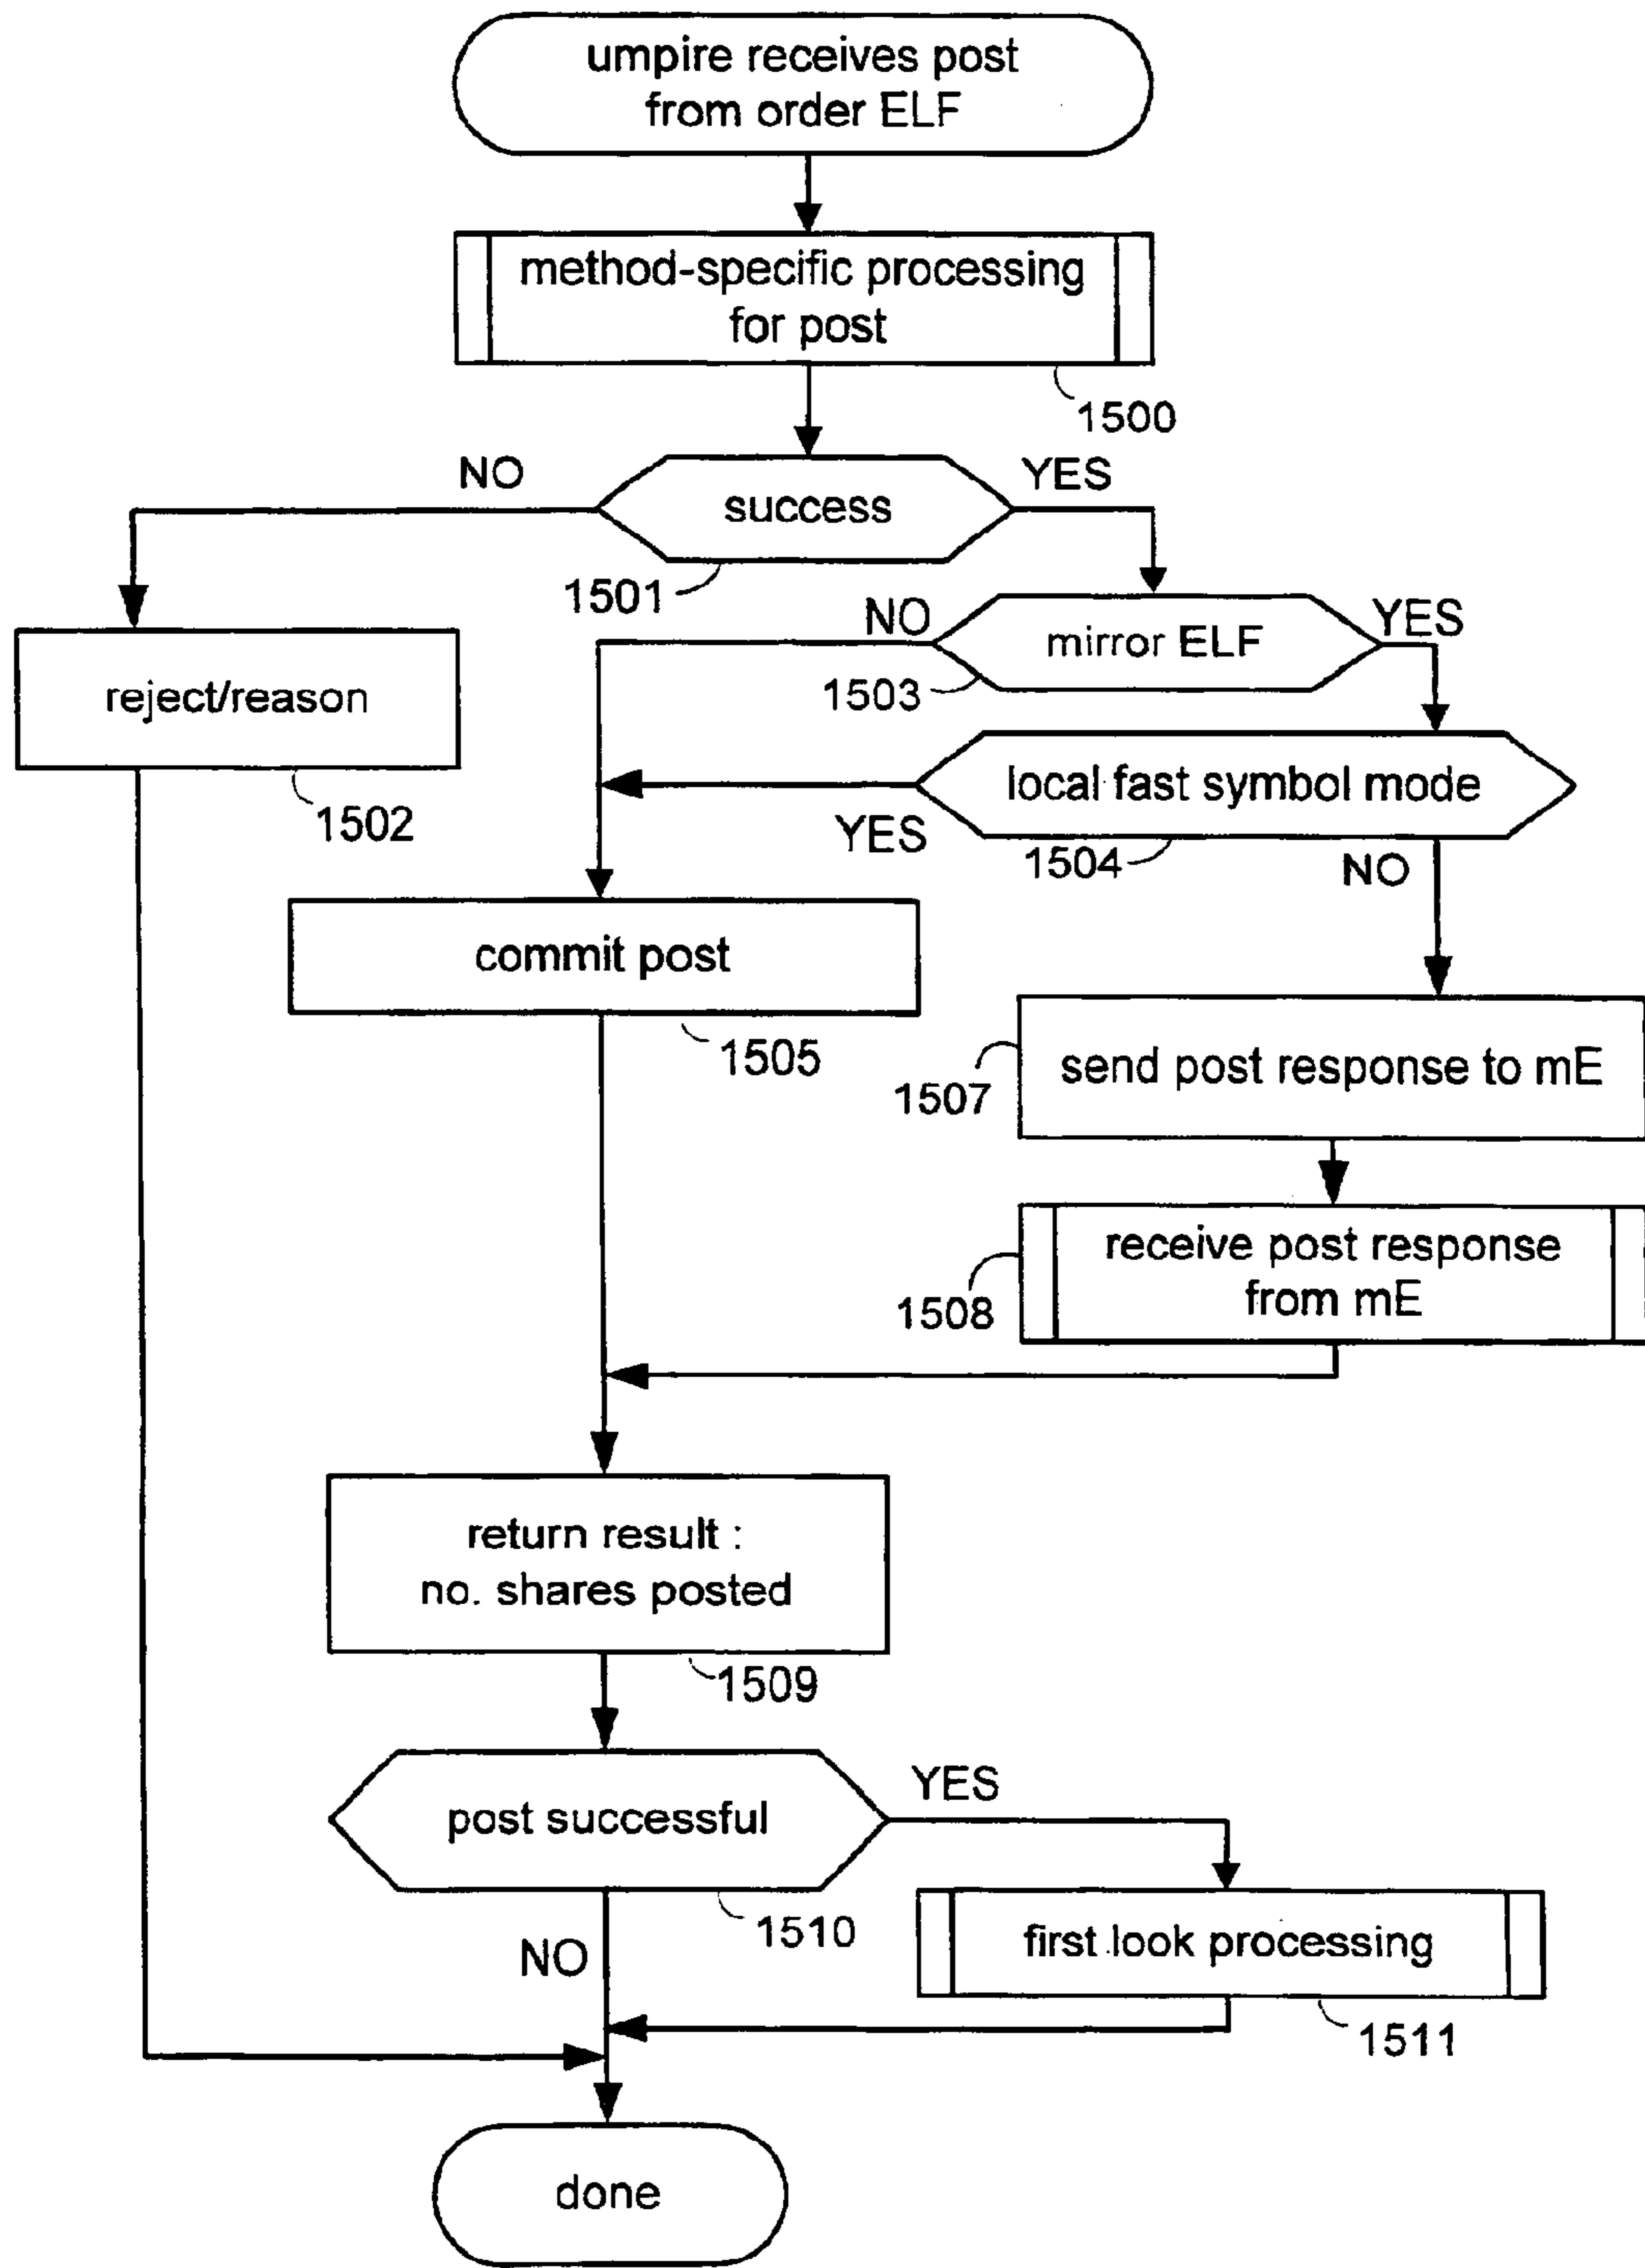 umpire receives post
from order ELF
method-specific processing
for post
1500
NO
YES
success
1501
NO
YES
mirror ELF
1503
reject/reason
1502
local fast symbol mode
YES
1504
NO
commit post
1505
send post response to mE
1507
receive post response
from mE
1508
return result :
no. shares posted
1509
YES
post successful
1510
NO
first look processing
1511
done